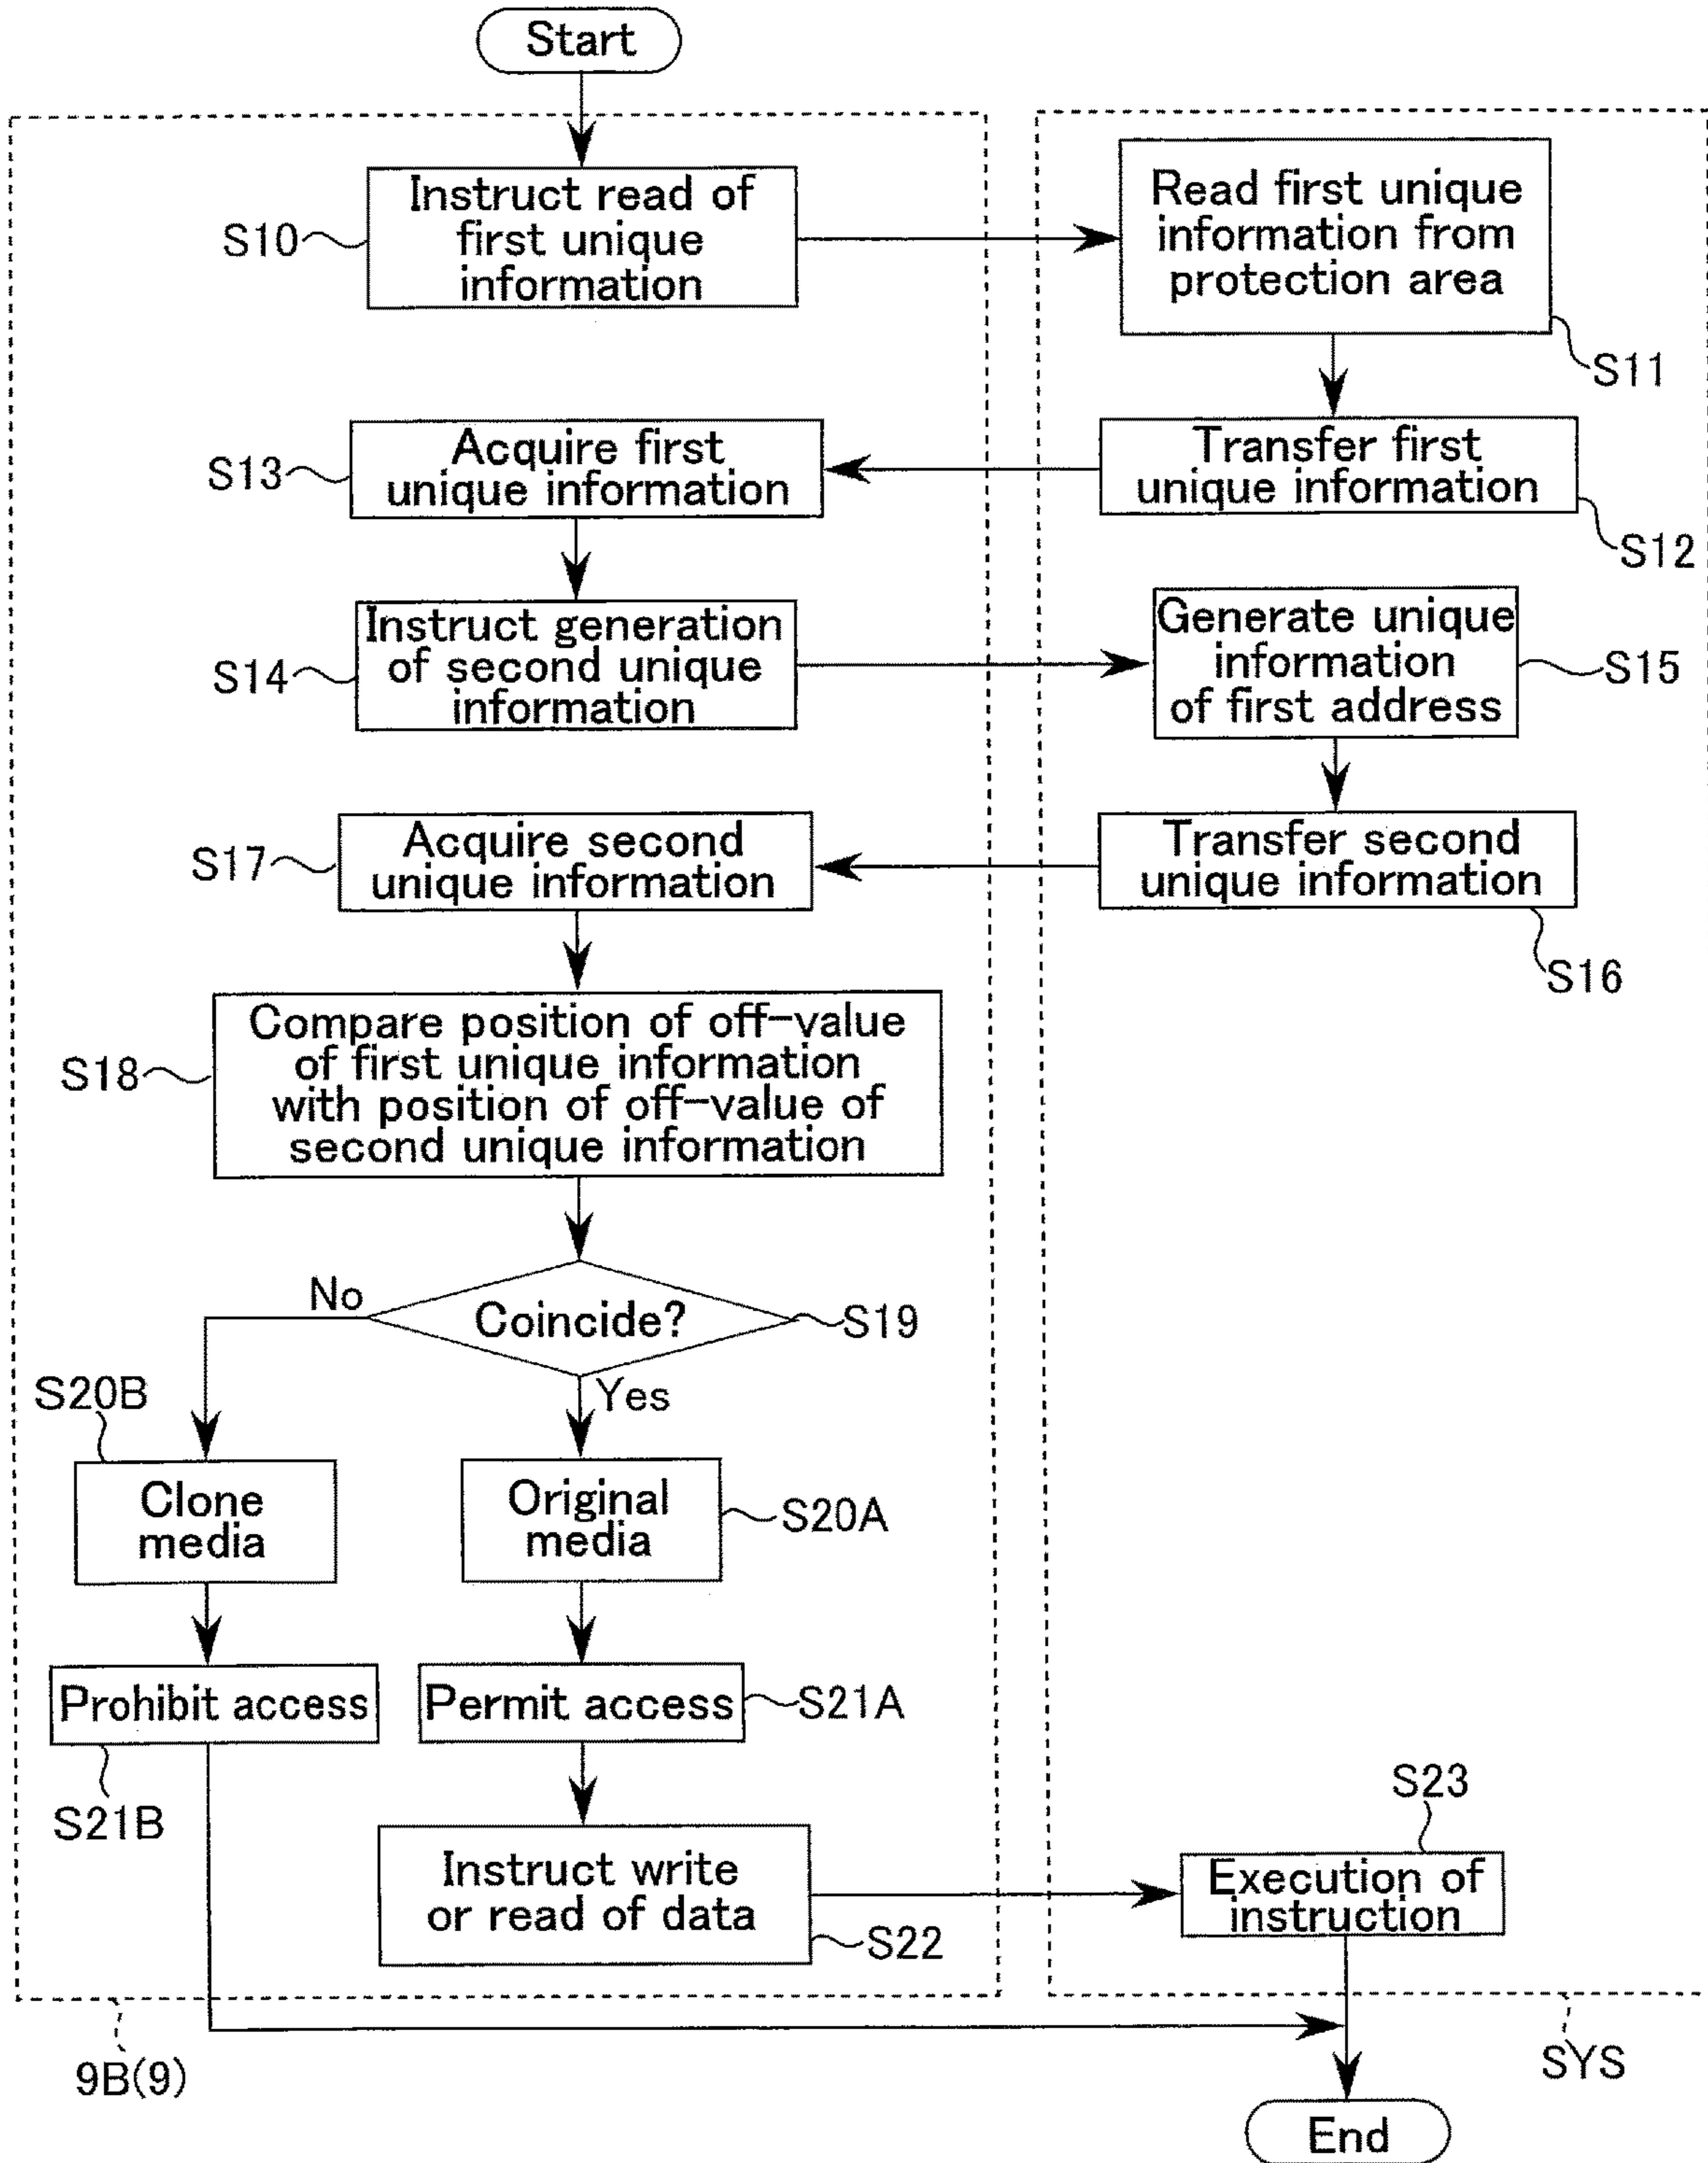 Start
Instruct read of
first unique
information
S10
Read first unique
information from
protection area
S11
Acquire first
unique information
S13
Transfer first
unique information
S12
Instruct generation
of second unique
information
S14
Generate unique
information
of first address
S15
Acquire second
unique information
S17
Transfer second
unique information
S16
Compare position of off-value
of first unique information
with position of off-value of
second unique information
S18
No
Coincide?
S19
Yes
S20B
Clone
media
Original
media
S20A
Prohibit access
S21B
Permit access
S21A
Instruct write
or read of data
S22
S23
Execution of
instruction
9B(9)
SYS
End